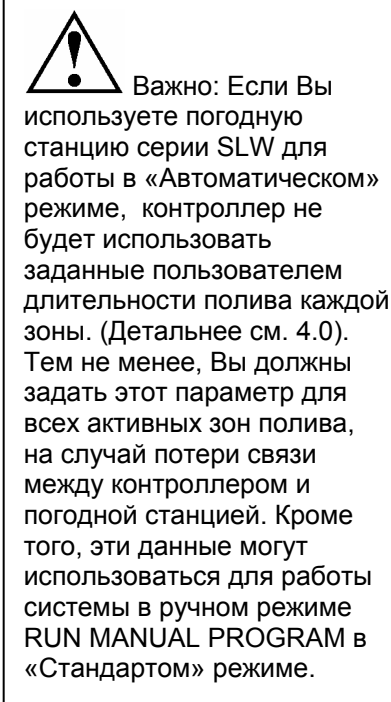 Важно: Если Вы
используете погодную
станцию серии SLW для
работы в «Автоматическом»
режиме, контроллер не
будет использовать
заданные пользователем
длительности полива каждой
зоны. (Детальнее см. 4.0).
Тем не менее, Вы должны
задать этот параметр для
всех активных зон полива,
на случай потери связи
между контроллером и
погодной станцией. Кроме
того, эти данные могут
использоваться для работы
системы в ручном режиме
RUN MANUAL PROGRAM в
«Стандартом» режиме.